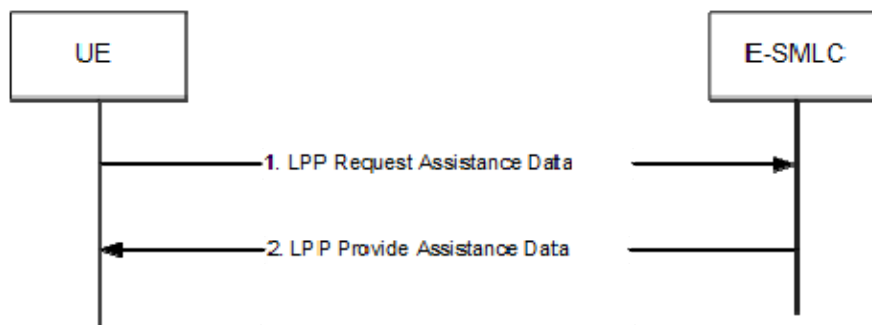 UE
E-SMLC
1. LPP Request Assistance Data
2. LPP Provide Assistance Data